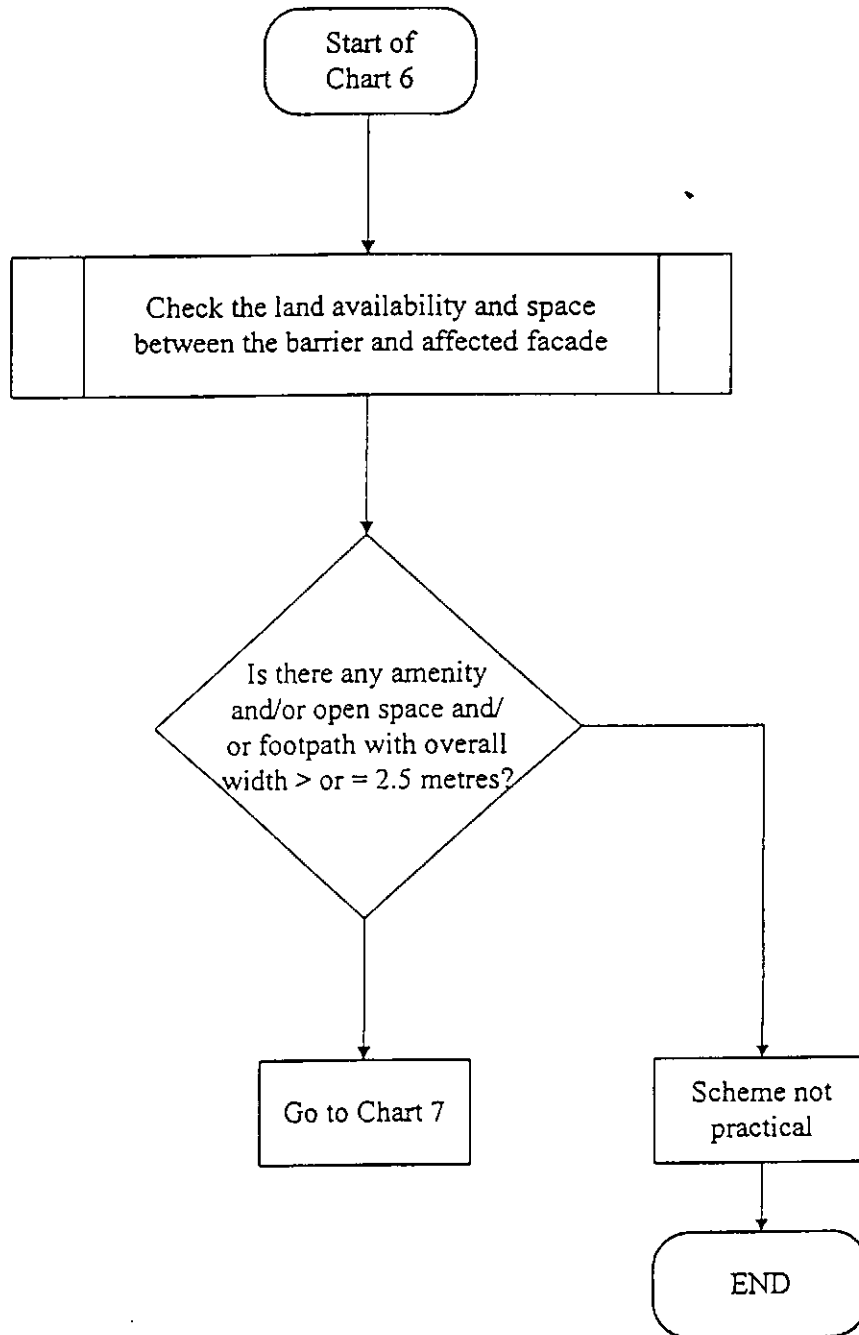 Start of
Chart 6
Check the land availability and space
between the barrier and affected facade
Is there any amenity
and/or open space and/
or footpath with overall
width > or = 2.5 metres?
Go to Chart 7
Scheme not
practical
END